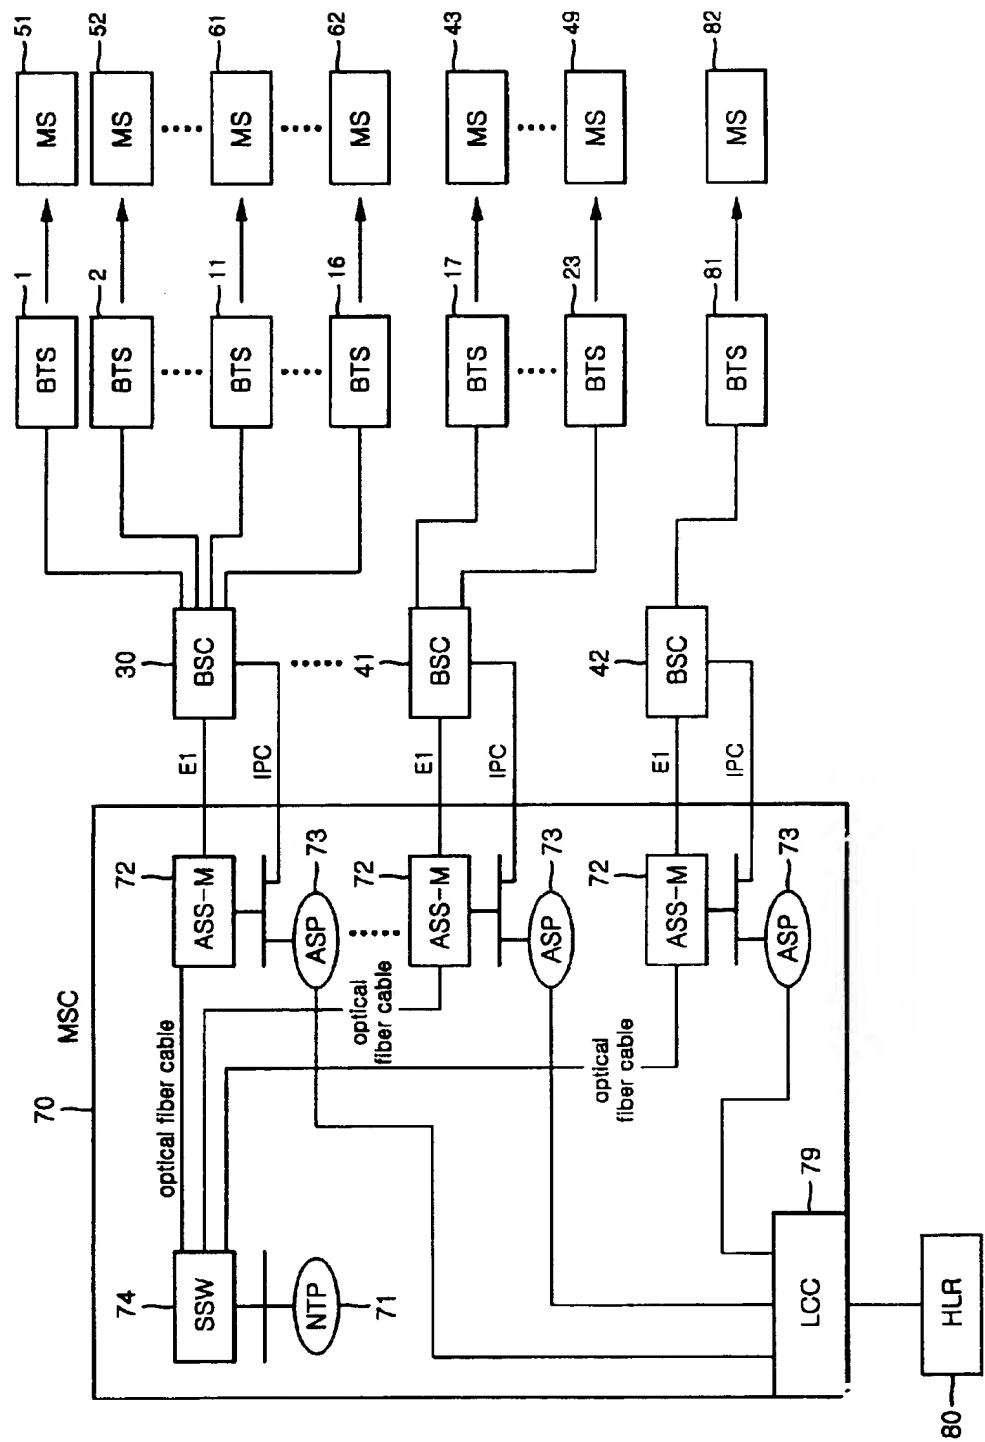 51
52
61
62
43
49
82
MS
MS
MS
MS
MS
MS
MS
1
2
11
16
17
23
81
BTS
BTS
BTS
BTS
BTS
BTS
BTS
30
41
42
BSC
BSC
BSC
E1
IPC
E1
IPC
E1
IPC
72
ASS-M
73
ASP
72
ASS-M
73
ASP
72
ASS-M
73
ASP
MSC
70
optical fiber cable
optical
fiber cable
optical
fiber cable
74
SSW
NTP
71
79
LCC
HLR
80